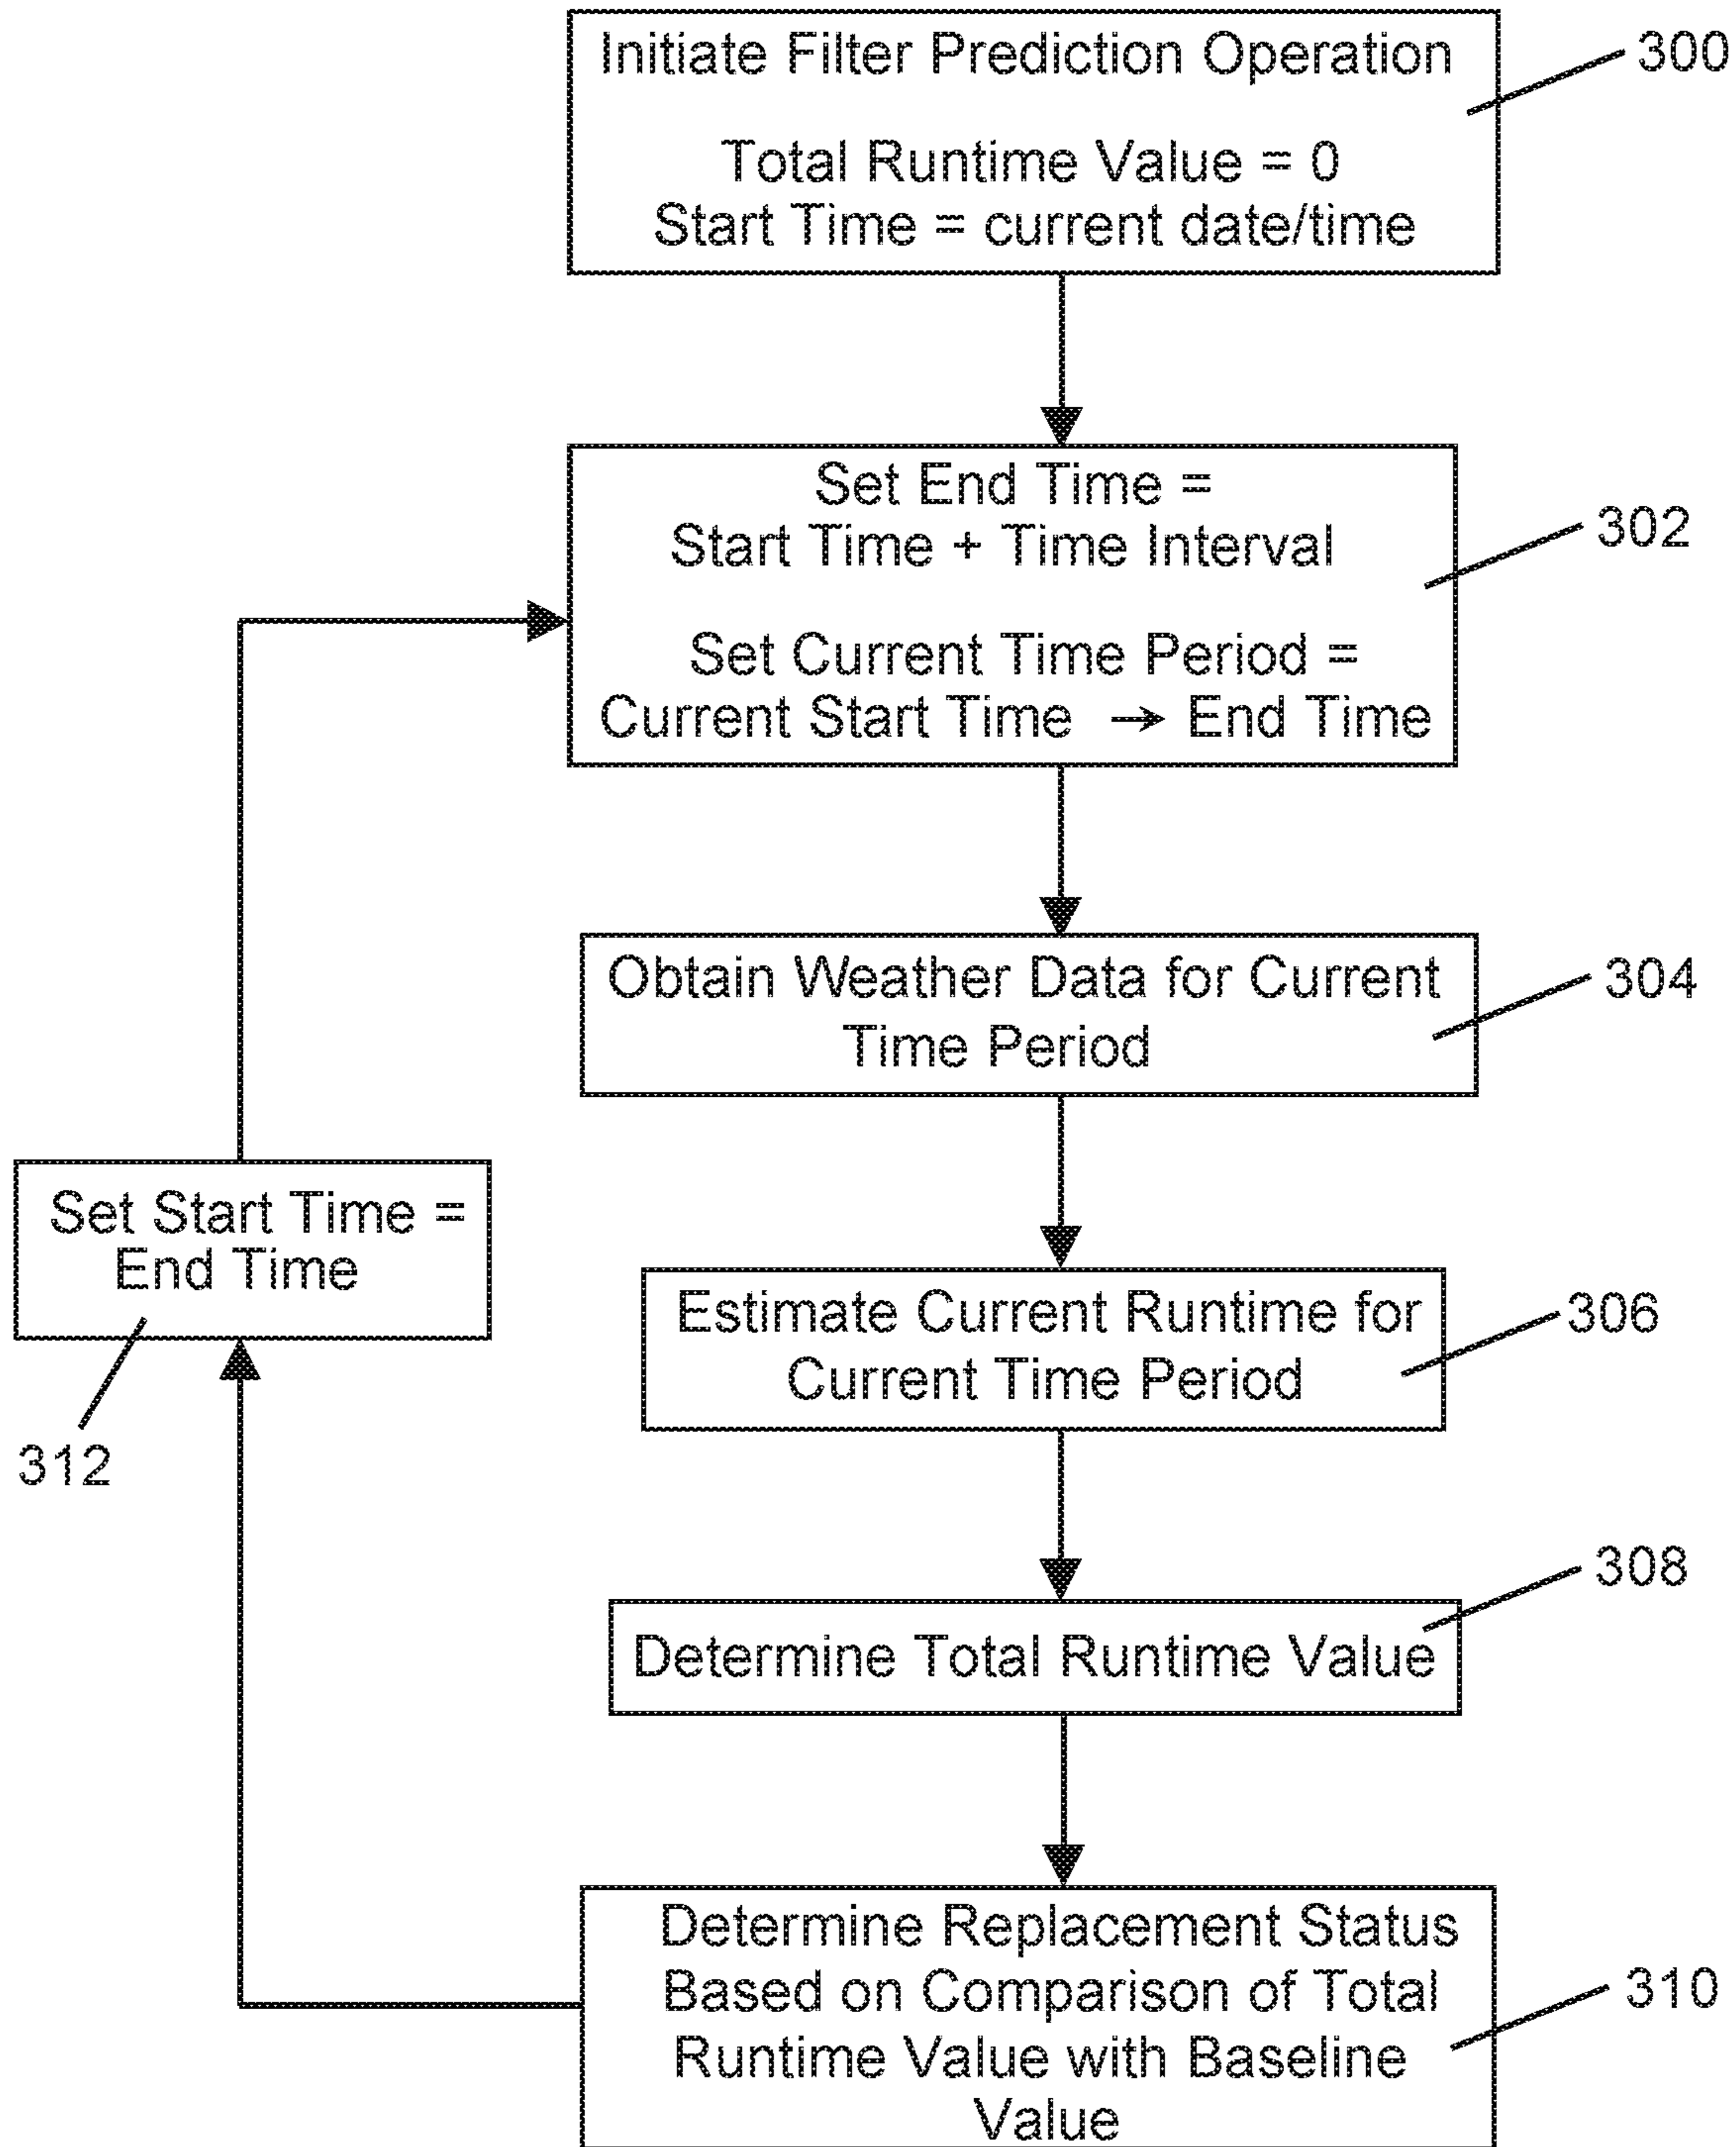 Initiate Filter Prediction Operation
300
Total Runtime Value = 0
Start Time = current date/time
Set End Time =
Start Time + Time Interval
302
Set Current Time Period =
Current Start Time → End Time
Obtain Weather Data for Current
Time Period
304
Set Start Time =
End Time
312
Estimate Current Runtime for
Current Time Period
306
308
Determine Total Runtime Value
Determine Replacement Status
Based on Comparison of Total
Runtime Value with Baseline
Value
310